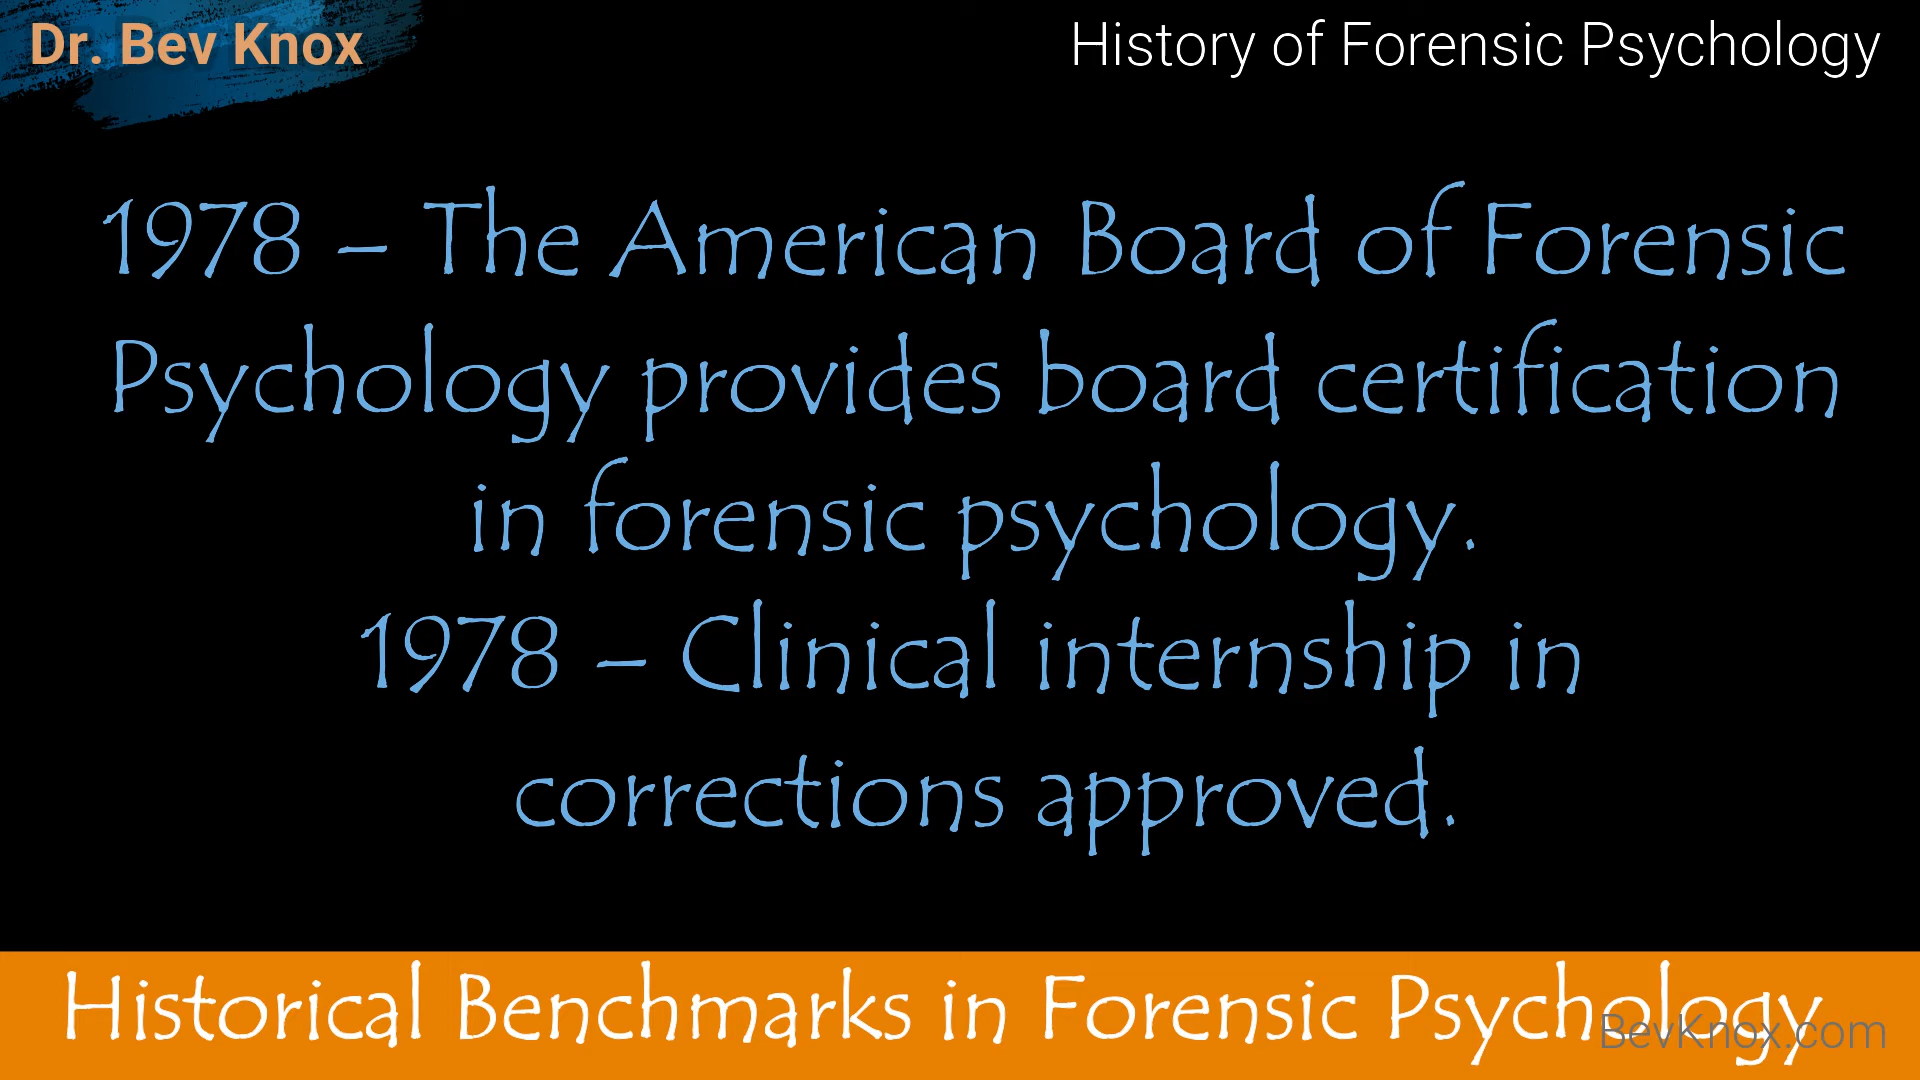 Dr. Bev Knox
History of Forensic Psychology
1978 – The American Board of Forensic
Psychology provides board certification
in forensic psychology.
1978 – Clinical internship in
corrections approved.
Historical Benchmarks in Forensic Psychology
BevKnox.com